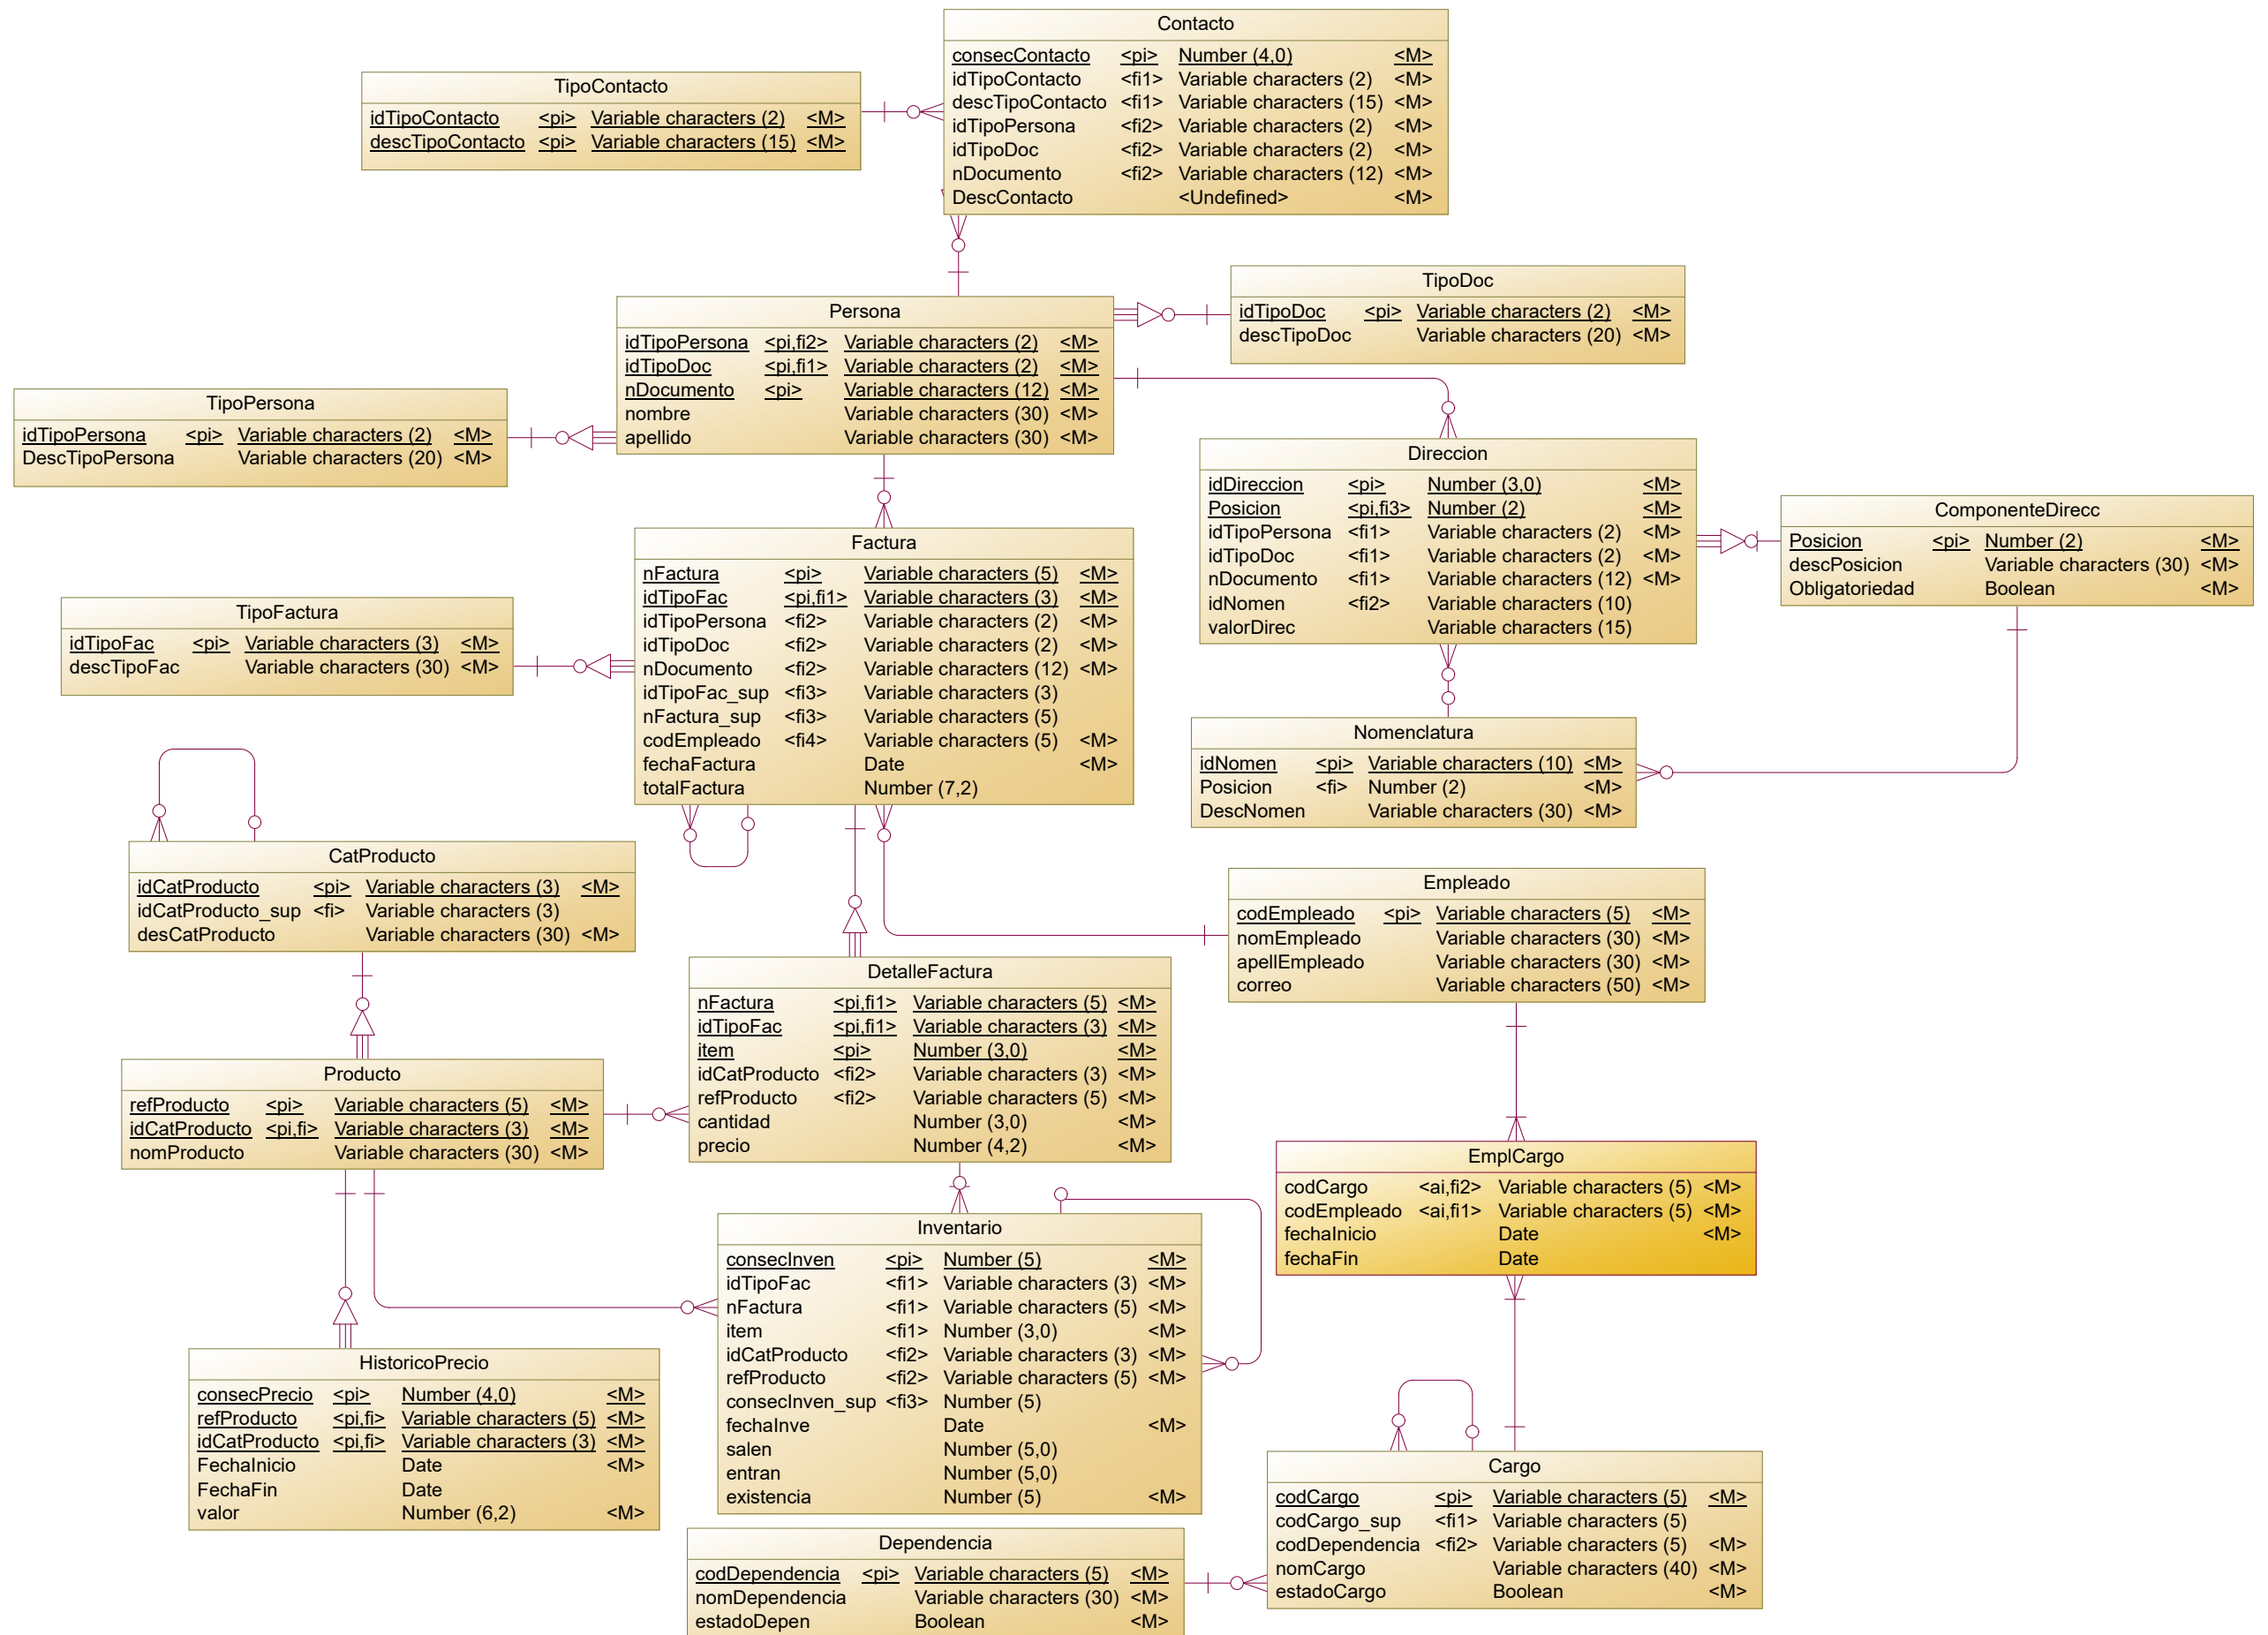 Contacto
consecContacto <pi> Number (4,0) <M>
idTipoContacto <fi1> Variable characters (2) <M>
descTipoContacto <fi1> Variable characters (15) <M>
idTipoPersona <fi2> Variable characters (2) <M>
idTipoDoc <fi2> Variable characters (2) <M>
nDocumento <fi2> Variable characters (12) <M>
DescContacto <Undefined> <M>
TipoContacto
idTipoContacto <pi> Variable characters (2) <M>
descTipoContacto <pi> Variable characters (15) <M>
TipoDoc
idTipoDoc <pi> Variable characters (2) <M>
descTipoDoc Variable characters (20) <M>
Persona
idTipoPersona <pi,fi2> Variable characters (2) <M>
idTipoDoc <pi,fi1> Variable characters (2) <M>
nDocumento <pi> Variable characters (12) <M>
nombre Variable characters (30) <M>
apellido Variable characters (30) <M>
TipoPersona
idTipoPersona <pi> Variable characters (2) <M>
DescTipoPersona Variable characters (20) <M>
Direccion
idDireccion <pi> Number (3,0) <M>
Posicion <pi,fi3> Number (2) <M>
idTipoPersona <fi1> Variable characters (2) <M>
idTipoDoc <fi1> Variable characters (2) <M>
nDocumento <fi1> Variable characters (12) <M>
idNomen <fi2> Variable characters (10)
valorDirec Variable characters (15)
ComponenteDirecc
Posicion <pi> Number (2) <M>
descPosicion Variable characters (30) <M>
Obligatoriedad Boolean <M>
Factura
nFactura <pi> Variable characters (5) <M>
idTipoFac <pi,fi1> Variable characters (3) <M>
idTipoPersona <fi2> Variable characters (2) <M>
idTipoDoc <fi2> Variable characters (2) <M>
nDocumento <fi2> Variable characters (12) <M>
idTipoFac_sup <fi3> Variable characters (3)
nFactura_sup <fi3> Variable characters (5)
codEmpleado <fi4> Variable characters (5) <M>
fechaFactura Date <M>
totalFactura Number (7,2)
TipoFactura
idTipoFac <pi> Variable characters (3) <M>
descTipoFac Variable characters (30) <M>
Nomenclatura
idNomen <pi> Variable characters (10) <M>
Posicion <fi> Number (2) <M>
DescNomen Variable characters (30) <M>
CatProducto
idCatProducto <pi> Variable characters (3) <M>
idCatProducto_sup <fi> Variable characters (3)
desCatProducto Variable characters (30) <M>
Empleado
codEmpleado <pi> Variable characters (5) <M>
nomEmpleado Variable characters (30) <M>
apellEmpleado Variable characters (30) <M>
correo Variable characters (50) <M>
DetalleFactura
nFactura <pi,fi1> Variable characters (5) <M>
idTipoFac <pi,fi1> Variable characters (3) <M>
item <pi> Number (3,0) <M>
idCatProducto <fi2> Variable characters (3) <M>
refProducto <fi2> Variable characters (5) <M>
cantidad Number (3,0) <M>
precio Number (4,2) <M>
Producto
refProducto <pi> Variable characters (5) <M>
idCatProducto <pi,fi> Variable characters (3) <M>
nomProducto Variable characters (30) <M>
EmplCargo
codCargo <ai,fi2> Variable characters (5) <M>
codEmpleado <ai,fi1> Variable characters (5) <M>
fechaInicio Date <M>
fechaFin Date
Inventario
consecInven <pi> Number (5) <M>
idTipoFac <fi1> Variable characters (3) <M>
nFactura <fi1> Variable characters (5) <M>
item <fi1> Number (3,0) <M>
idCatProducto <fi2> Variable characters (3) <M>
refProducto <fi2> Variable characters (5) <M>
consecInven_sup <fi3> Number (5)
fechaInve Date <M>
salen Number (5,0)
entran Number (5,0)
existencia Number (5) <M>
HistoricoPrecio
consecPrecio <pi> Number (4,0) <M>
refProducto <pi,fi> Variable characters (5) <M>
idCatProducto <pi,fi> Variable characters (3) <M>
FechaInicio Date <M>
FechaFin Date
valor Number (6,2) <M>
Cargo
codCargo <pi> Variable characters (5) <M>
codCargo_sup <fi1> Variable characters (5)
codDependencia <fi2> Variable characters (5) <M>
nomCargo Variable characters (40) <M>
estadoCargo Boolean <M>
Dependencia
codDependencia <pi> Variable characters (5) <M>
nomDependencia Variable characters (30) <M>
estadoDepen Boolean <M>